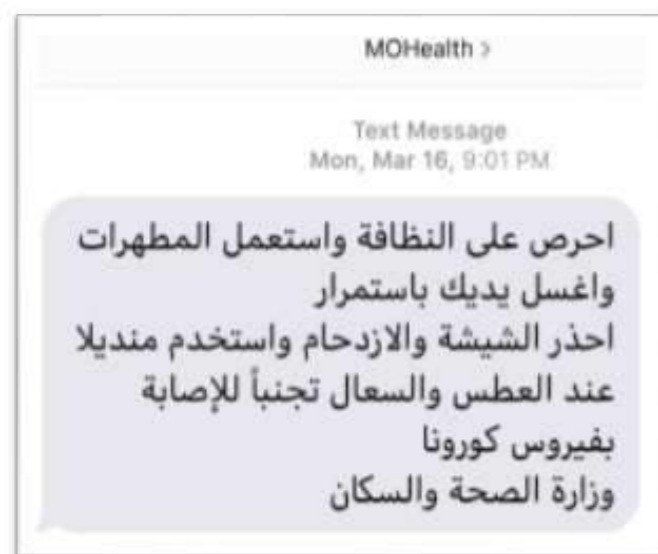 MOHealth >
Text Message
Mon, Mar 16, 9:01 PM
احرص على النظافة واستعمل المطهرات
واغسل يديك باستمرار
احذر الشيشة والازدحام واستخدم منديلا
عند العطس والسعال تجنباً للإصابة
بفيروس كورونا
وزارة الصحة والسكان